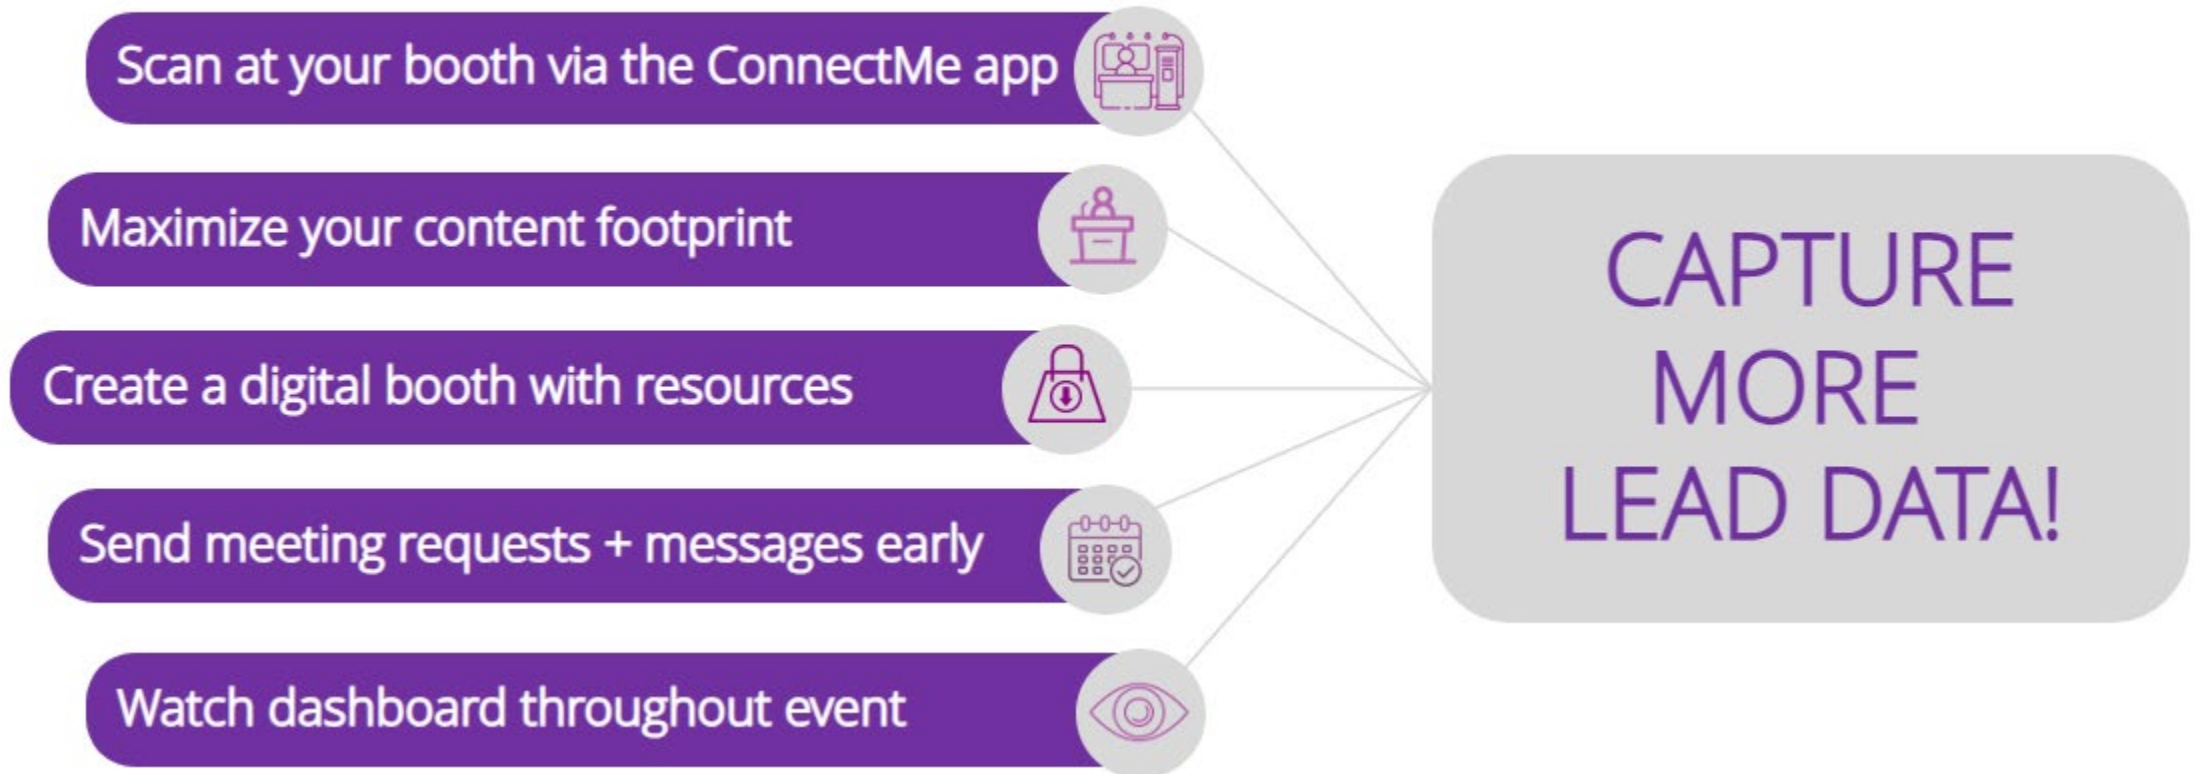 Scan at your booth via the ConnectMe app
Maximize your content footprint
Create a digital booth with resources
Send meeting requests + messages early
Watch dashboard throughout event
CAPTURE
MORE
LEAD DATA!